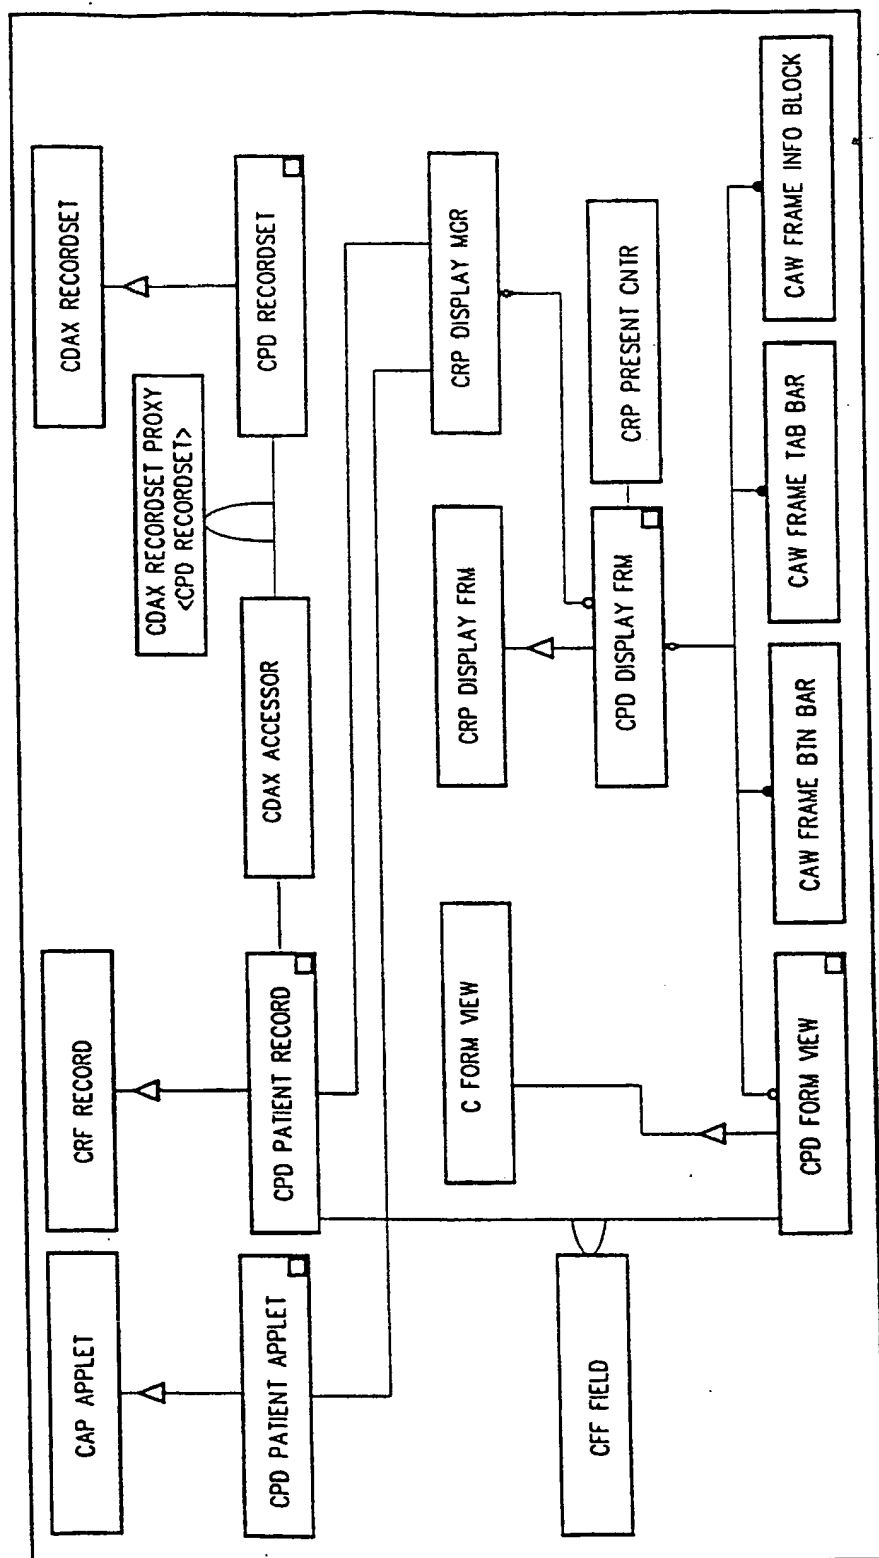 CAP APPLET
CRF RECORD
CDAX RECORDSET
CDAX RECORDSET PROXY
<CPD RECORDSET>
CPD PATIENT APPLET
CPD PATIENT RECORD
CDAX ACCESSOR
CPD RECORDSET
C FORM VIEW
CRP DISPLAY FRM
CRP DISPLAY MGR
CFF FIELD
CPD DISPLAY FRM
CRP PRESENT CNTR
CPD FORM VIEW
CAW FRAME BTN BAR
CAW FRAME TAB BAR
CAW FRAME INFO BLOCK